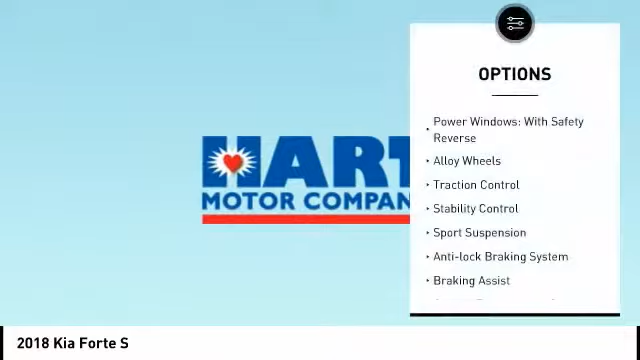 OPTIONS
Power Windows: With Safety
Reverse
Alloy Wheels
Traction Control
Stability Control
Sport Suspension
Anti-lock Braking System
Braking Assist
HART
MOTOR COMPAN
2018 Kia Forte S